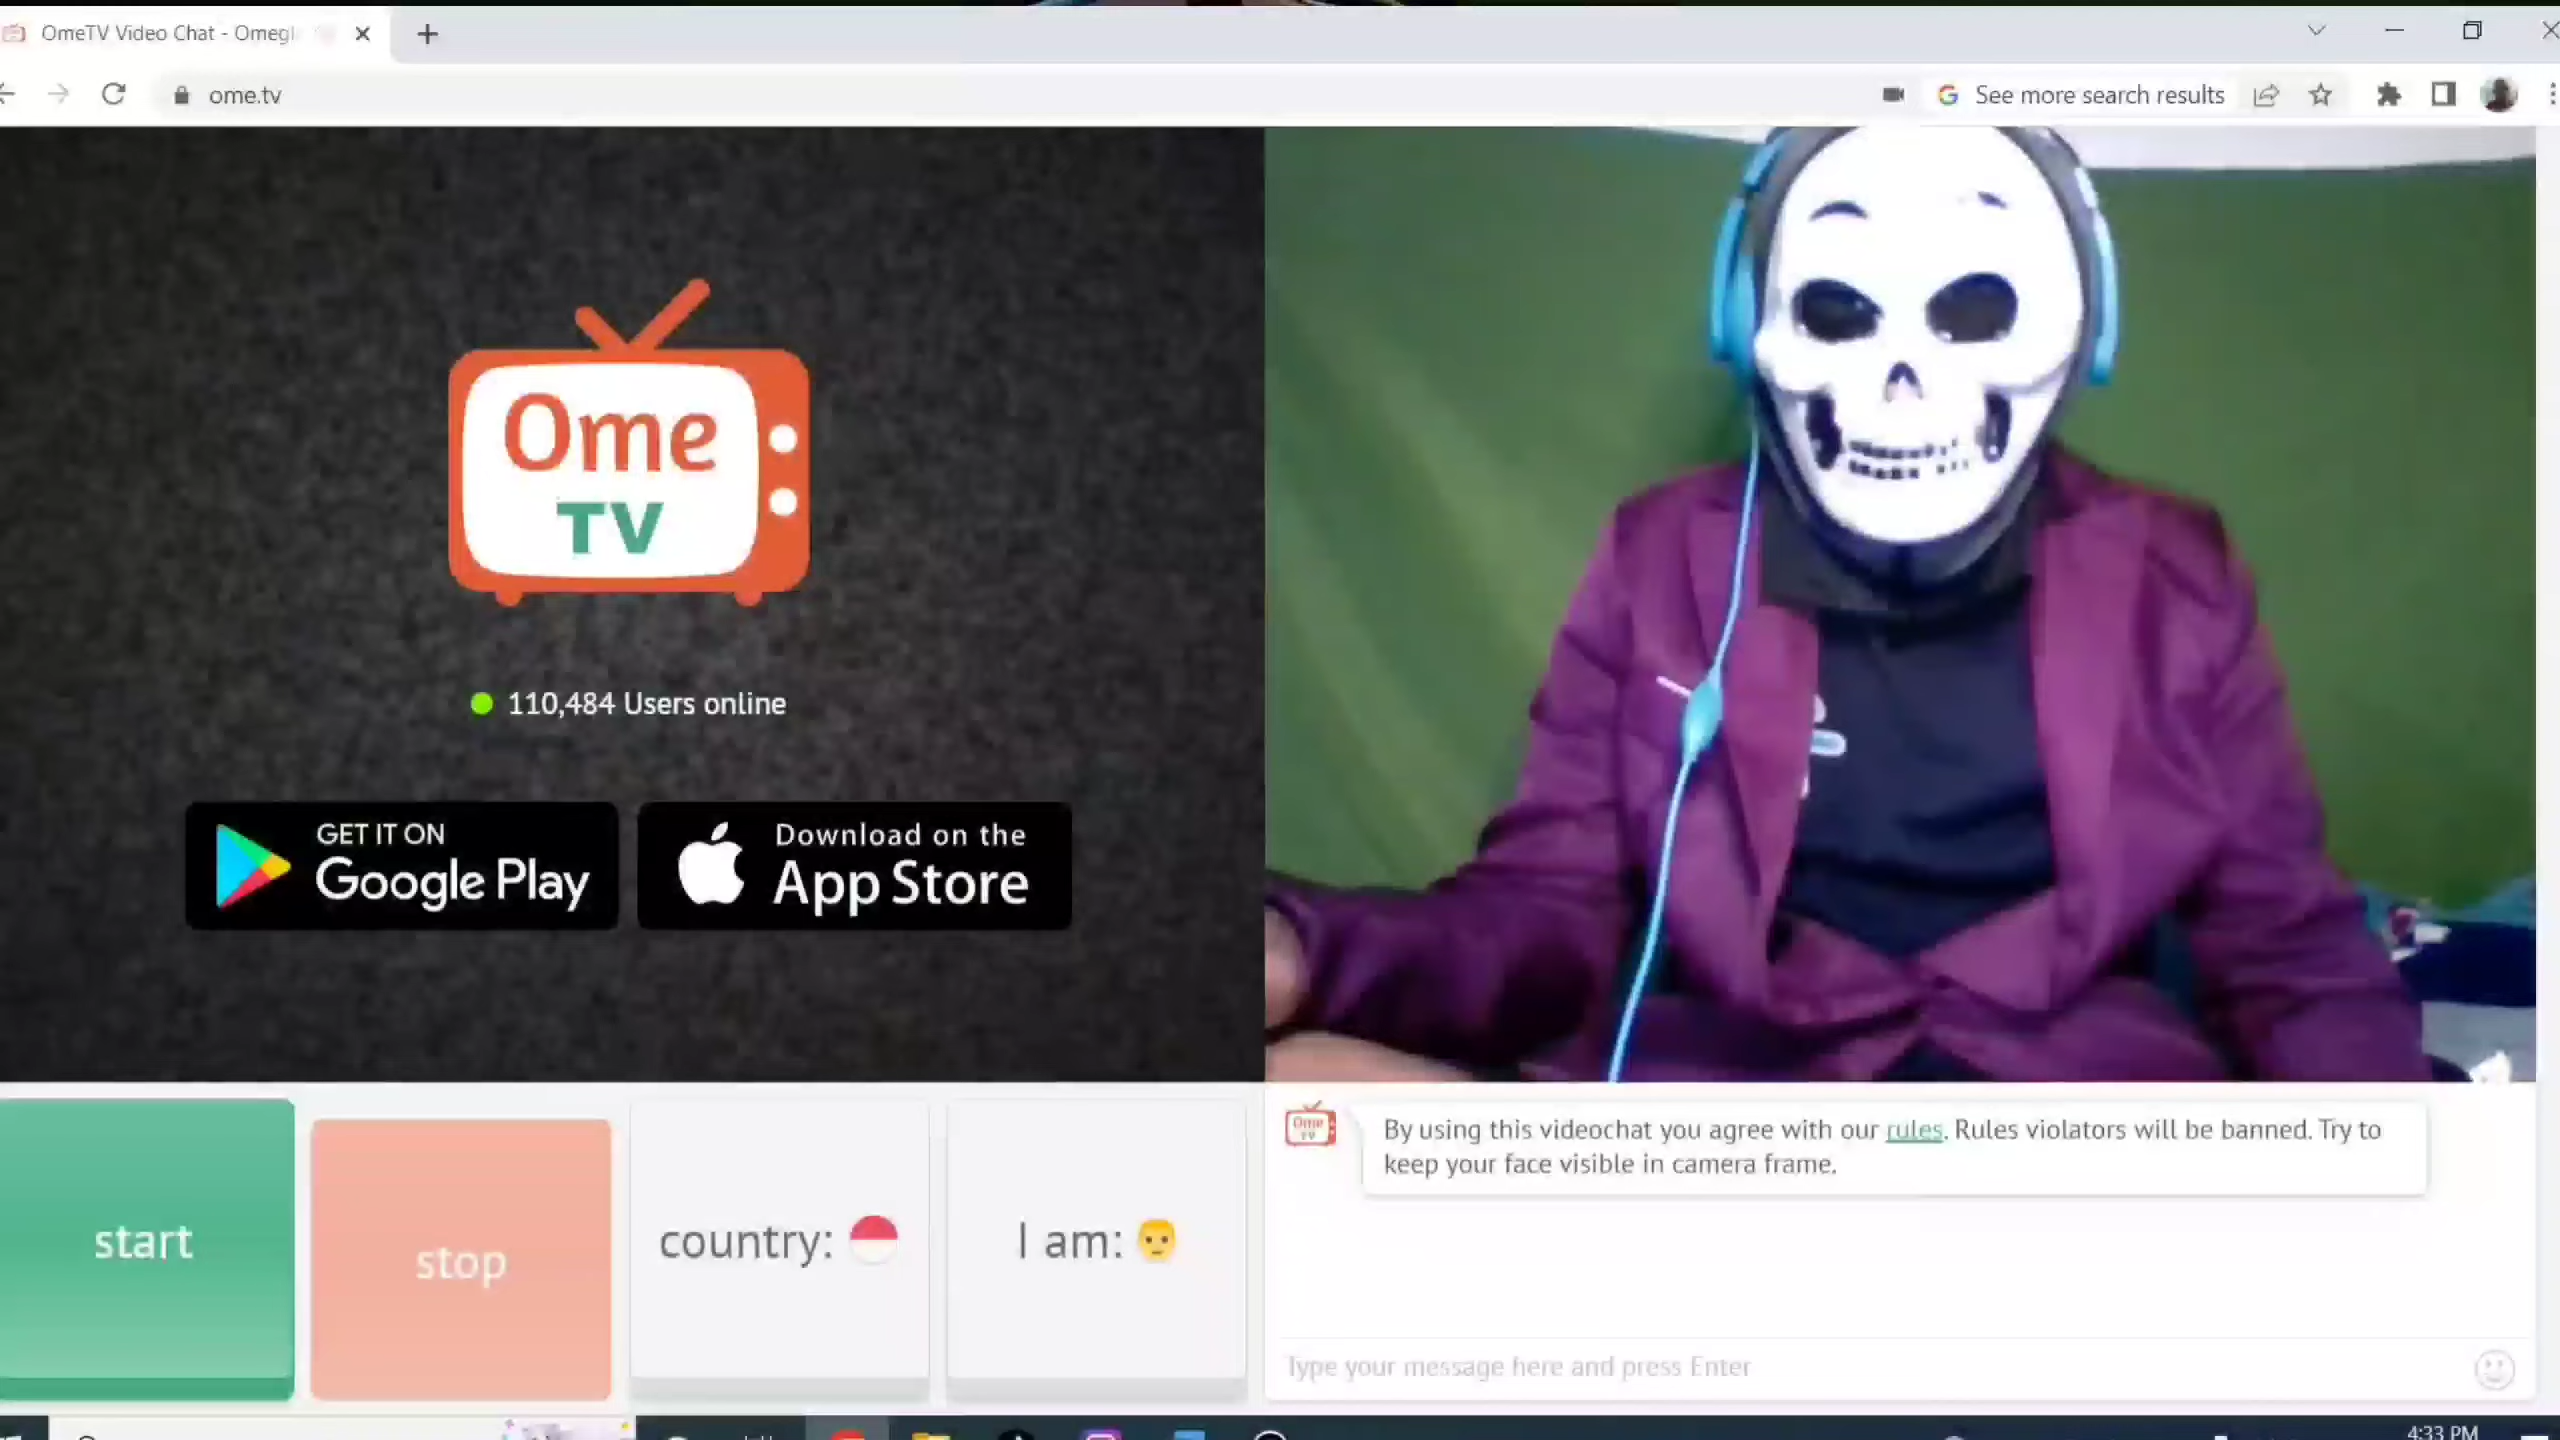 OmeTV Video Chat - Omegl
ome.tv
See more search results
Ome
TV
110,484 Users online
GET IT ON
Google Play
Download on the
App Store
start
stop
country:
I am:
Ome
TV
By using this videochat you agree with our rules. Rules violators will be banned. Try to
keep your face visible in camera frame.
Type your message here and press Enter
4:33 PM